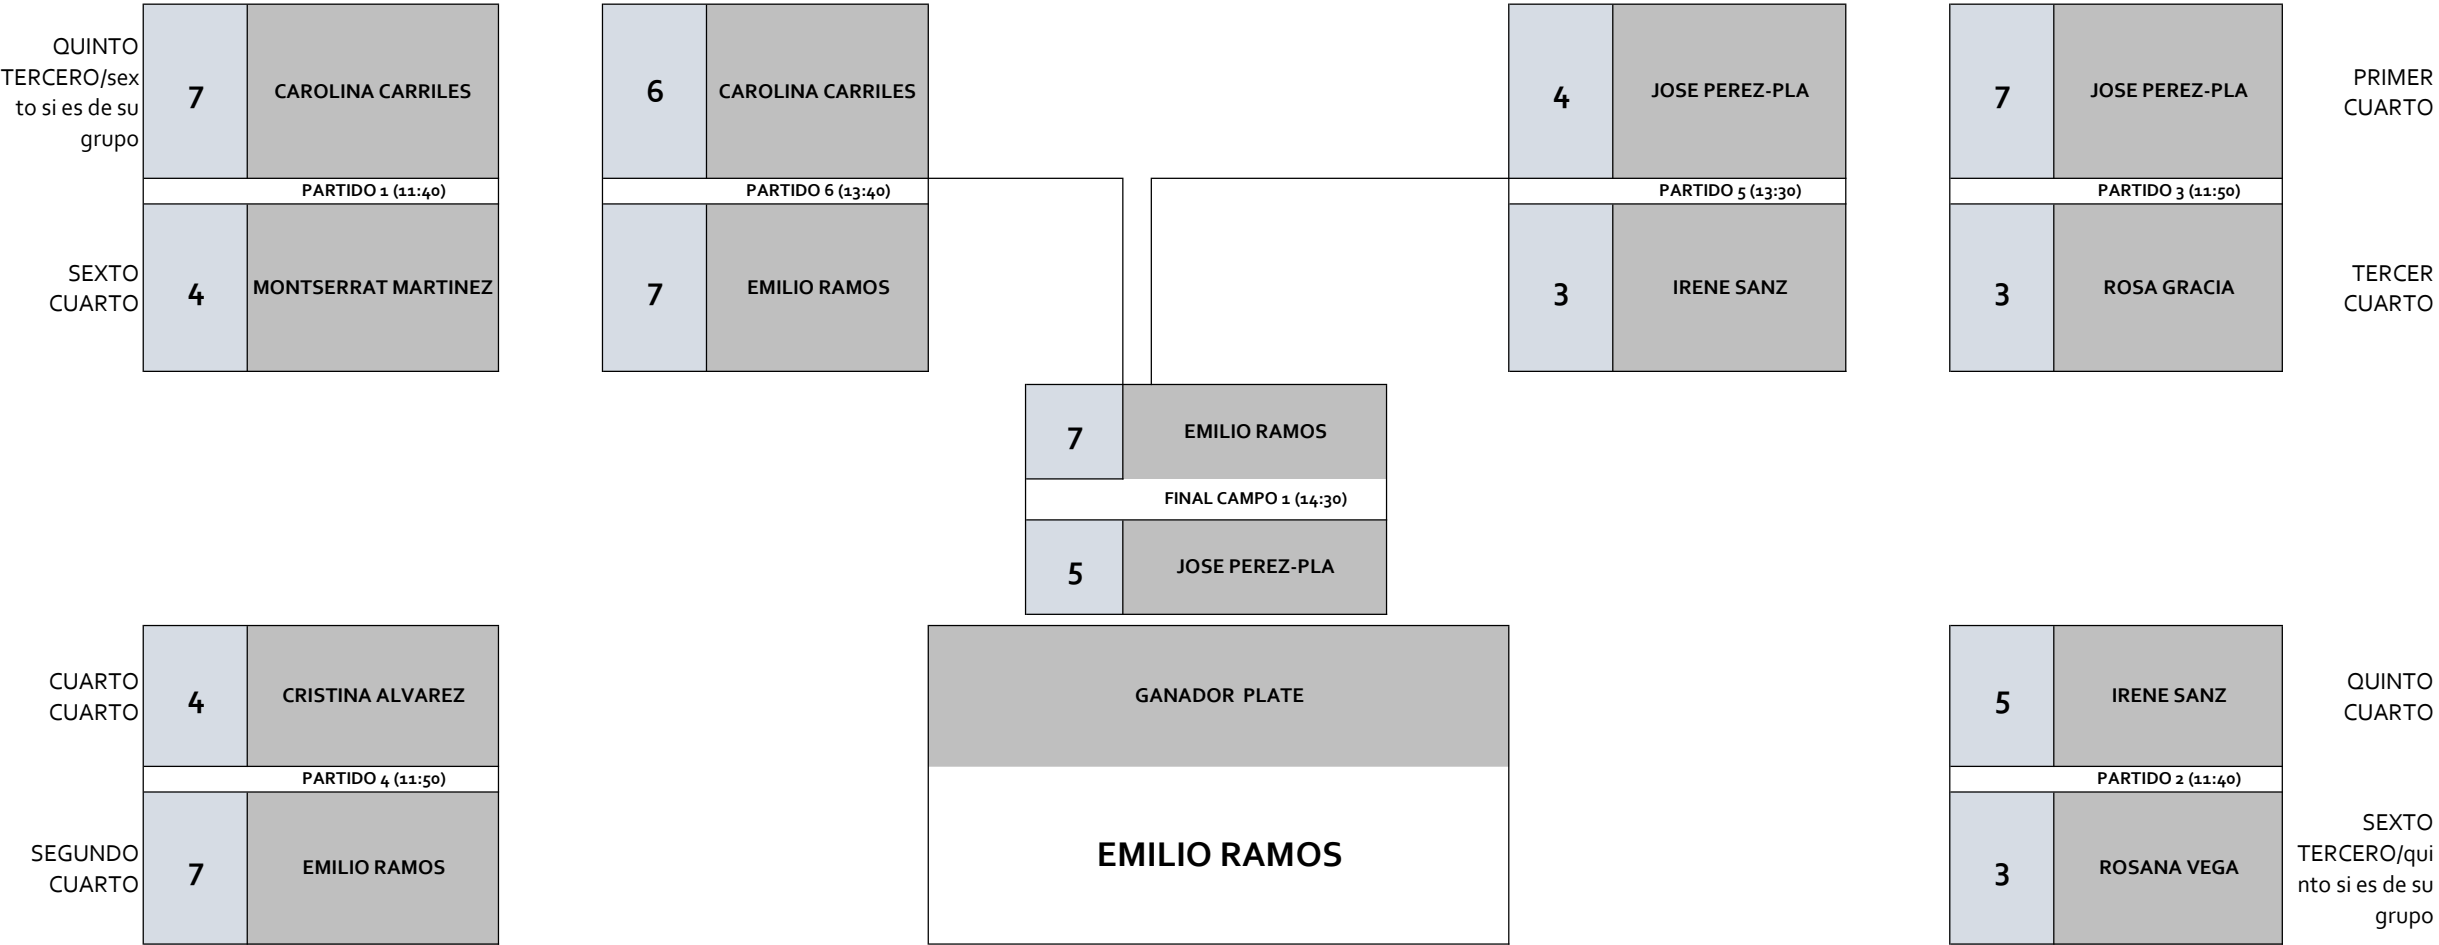 QUINTO
TERCERO/sex
to si es de su
grupo
7
CAROLINA CARRILES
PARTIDO 1 (11:40)
SEXTO
CUARTO
4
MONTSERRAT MARTINEZ
6
CAROLINA CARRILES
PARTIDO 6 (13:40)
7
EMILIO RAMOS
4
JOSE PEREZ-PLA
PARTIDO 5 (13:30)
3
IRENE SANZ
7
JOSE PEREZ-PLA
PRIMER
CUARTO
PARTIDO 3 (11:50)
3
ROSA GRACIA
TERCER
CUARTO
7
EMILIO RAMOS
FINAL CAMPO 1 (14:30)
5
JOSE PEREZ-PLA
CUARTO
CUARTO
4
CRISTINA ALVAREZ
PARTIDO 4 (11:50)
SEGUNDO
CUARTO
7
EMILIO RAMOS
GANADOR PLATE
EMILIO RAMOS
5
IRENE SANZ
QUINTO
CUARTO
PARTIDO 2 (11:40)
3
ROSANA VEGA
SEXTO
TERCERO/qui
nto si es de su
grupo